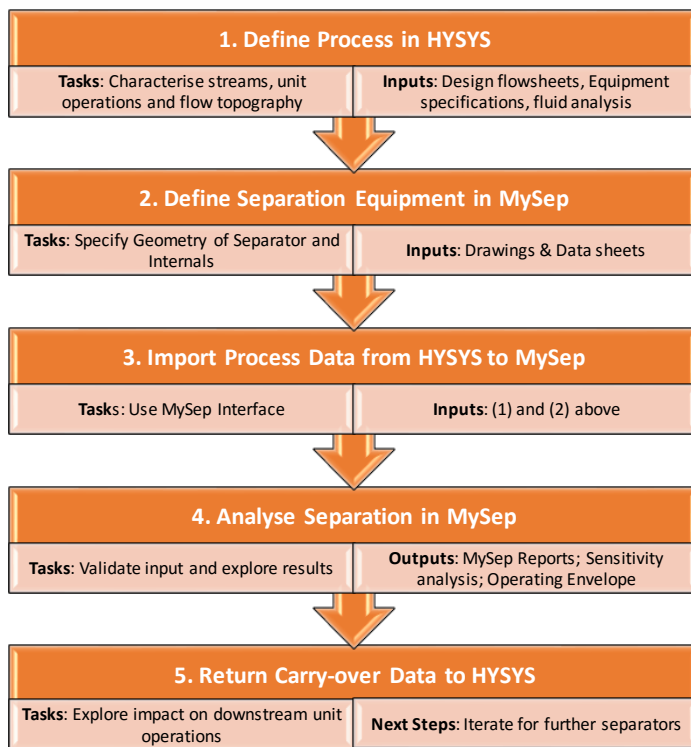 1. Define Process in HYSYS
Tasks: Characterise streams, unit
operations and flow topography
Inputs: Design flowsheets, Equipment
specifications, fluid analysis
2. Define Separation Equipment in MySep
Tasks: Specify Geometry of Separator and
Internals
Inputs: Drawings & Data sheets
3. Import Process Data from HYSYS to MySep
Tasks: Use MySep Interface
Inputs: (1) and (2) above
4. Analyse Separation in MySep
Tasks: Validate input and explore results
Outputs: MySep Reports; Sensitivity
analysis; Operating Envelope
5. Return Carry-over Data to HYSYS
Tasks: Explore impact on downstream unit
operations
Next Steps: Iterate for further separators